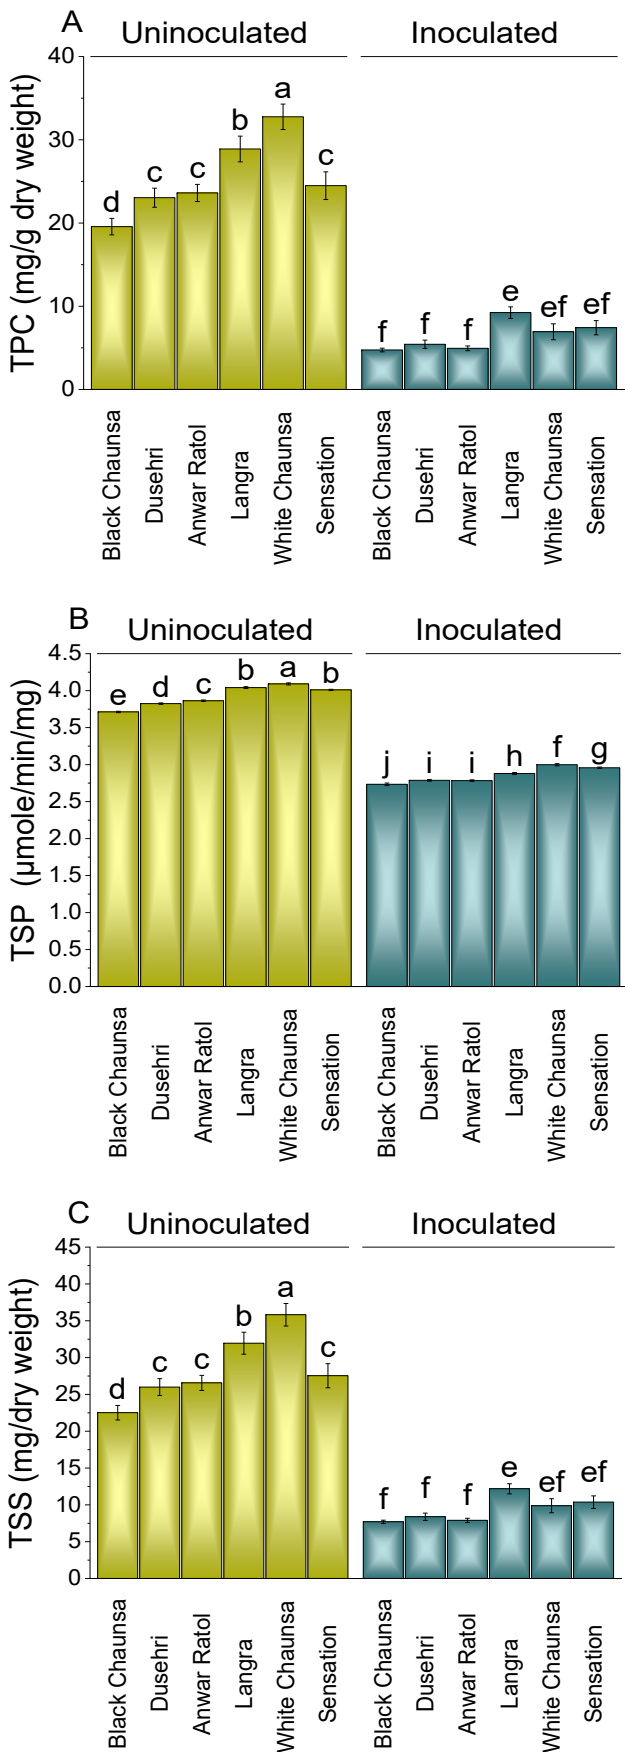 A
Uninoculated Inoculated
TPC (mg/g dry weight)
40
30
20
10
0
d c c b a c f f f e ef ef
Black Chaunsa
Dusehri
Anwar Ratol
Langra
White Chaunsa
Sensation
Black Chaunsa
Dusehri
Anwar Ratol
Langra
White Chaunsa
Sensation
B
Uninoculated Inoculated
TSP (µmole/min/mg)
4.5
4.0
3.5
3.0
2.5
2.0
1.5
1.0
0.5
0.0
e d c b a b j i i h f g
Black Chaunsa
Dusehri
Anwar Ratol
Langra
White Chaunsa
Sensation
Black Chaunsa
Dusehri
Anwar Ratol
Langra
White Chaunsa
Sensation
C
Uninoculated Inoculated
TSS (mg/dry weight)
45
40
35
30
25
20
15
10
5
0
d c c b a c f f f e ef ef
Black Chaunsa
Dusehri
Anwar Ratol
Langra
White Chaunsa
Sensation
Black Chaunsa
Dusehri
Anwar Ratol
Langra
White Chaunsa
Sensation